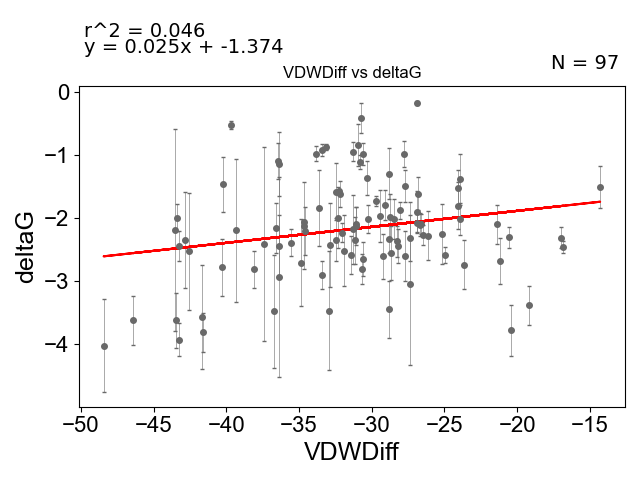 r^2 = 0.046
y = 0.025x + -1.374
N = 97
VDWDiff vs deltaG
0
−1
−2
−3
−4
deltaG
−50 −45 −40 −35 −30 −25 −20 −15
VDWDiff